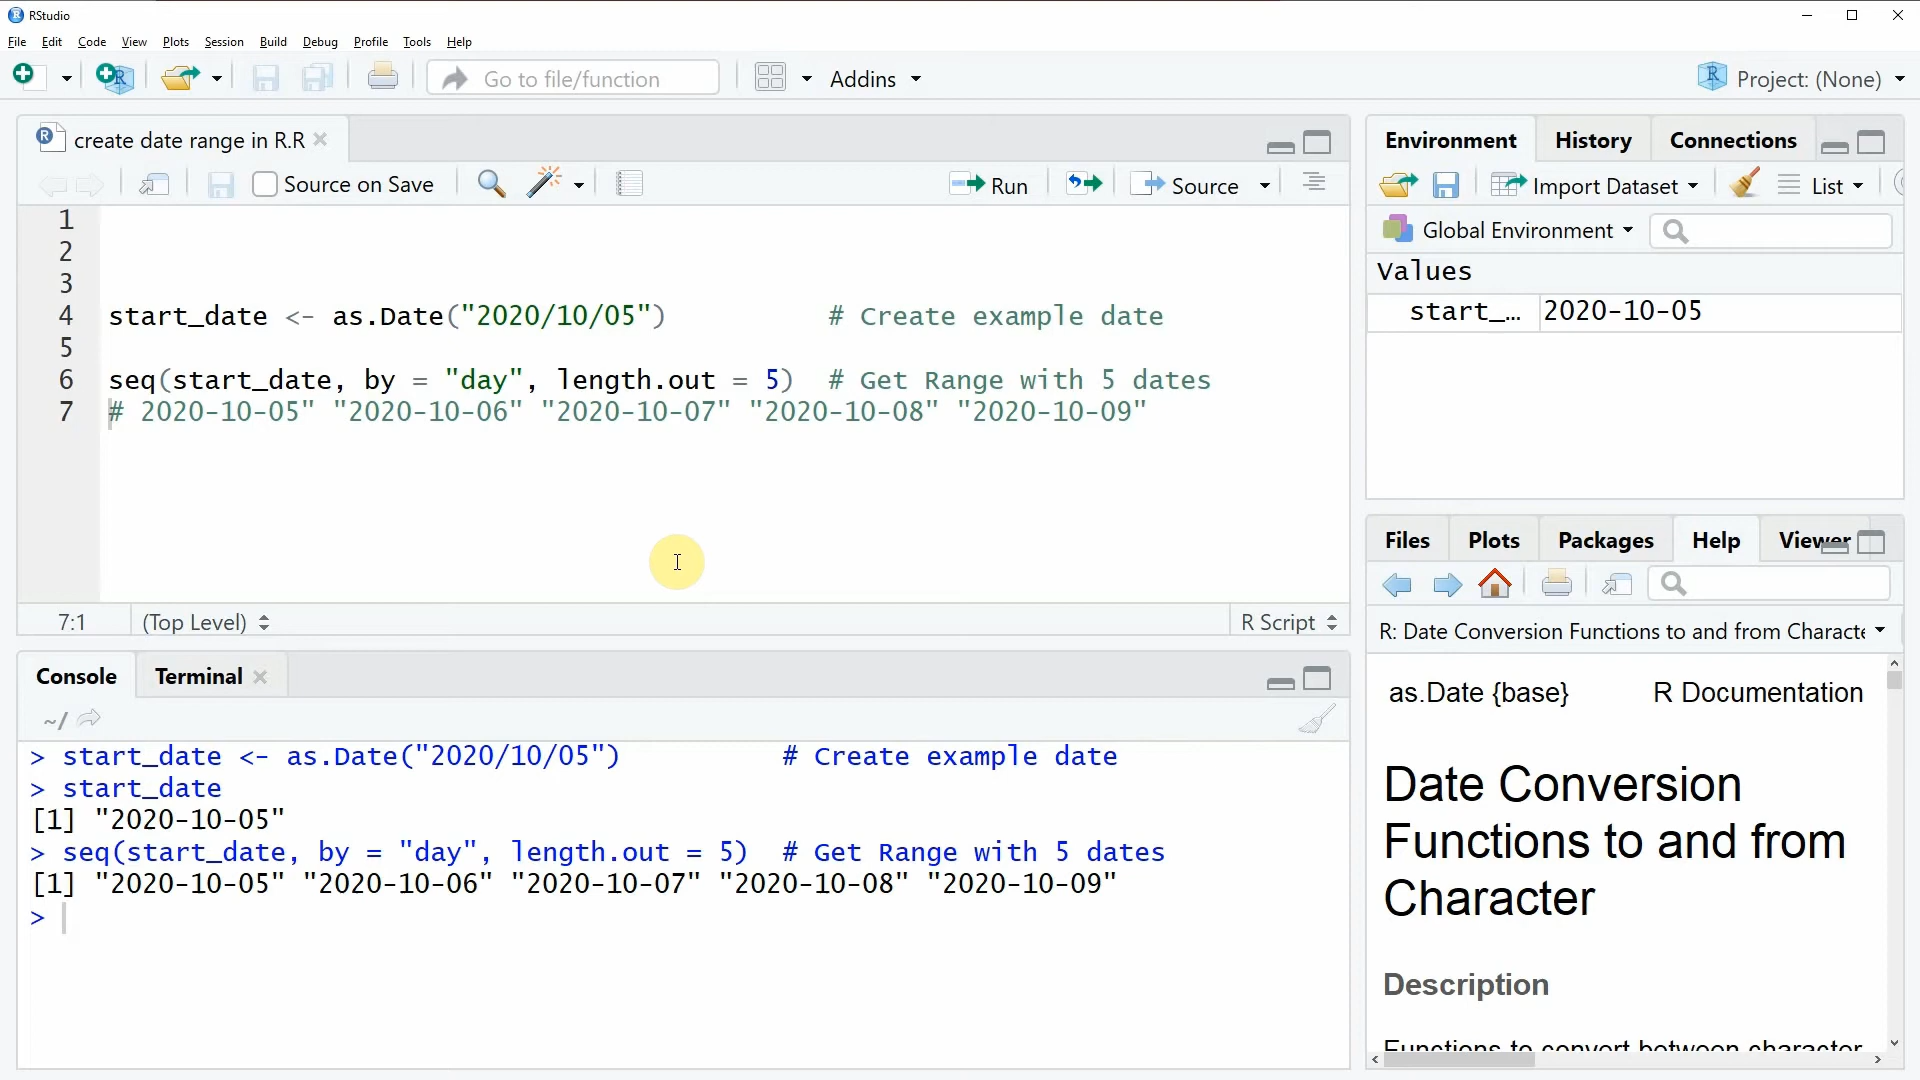 RStudio
File Edit Code View Plots Session Build Debug Profile Tools Help
Go to file/function Addins Project: (None)
create date range in R.R
Source on Save Run Source
1
2
3
4 start_date <- as.Date("2020/10/05") # Create example date
5
6 seq(start_date, by = "day", length.out = 5) # Get Range with 5 dates
7 # 2020-10-05" "2020-10-06" "2020-10-07" "2020-10-08" "2020-10-09"
7:1 (Top Level) R Script
Console Terminal
~/
> start_date <- as.Date("2020/10/05") # Create example date
> start_date
[1] "2020-10-05"
> seq(start_date, by = "day", length.out = 5) # Get Range with 5 dates
[1] "2020-10-05" "2020-10-06" "2020-10-07" "2020-10-08" "2020-10-09"
>
Environment History Connections
Import Dataset List
Global Environment
Values
start_… 2020-10-05
Files Plots Packages Help Viewer
R: Date Conversion Functions to and from Characte
as.Date {base} R Documentation
Date Conversion
Functions to and from
Character
Description
Functions to convert between character